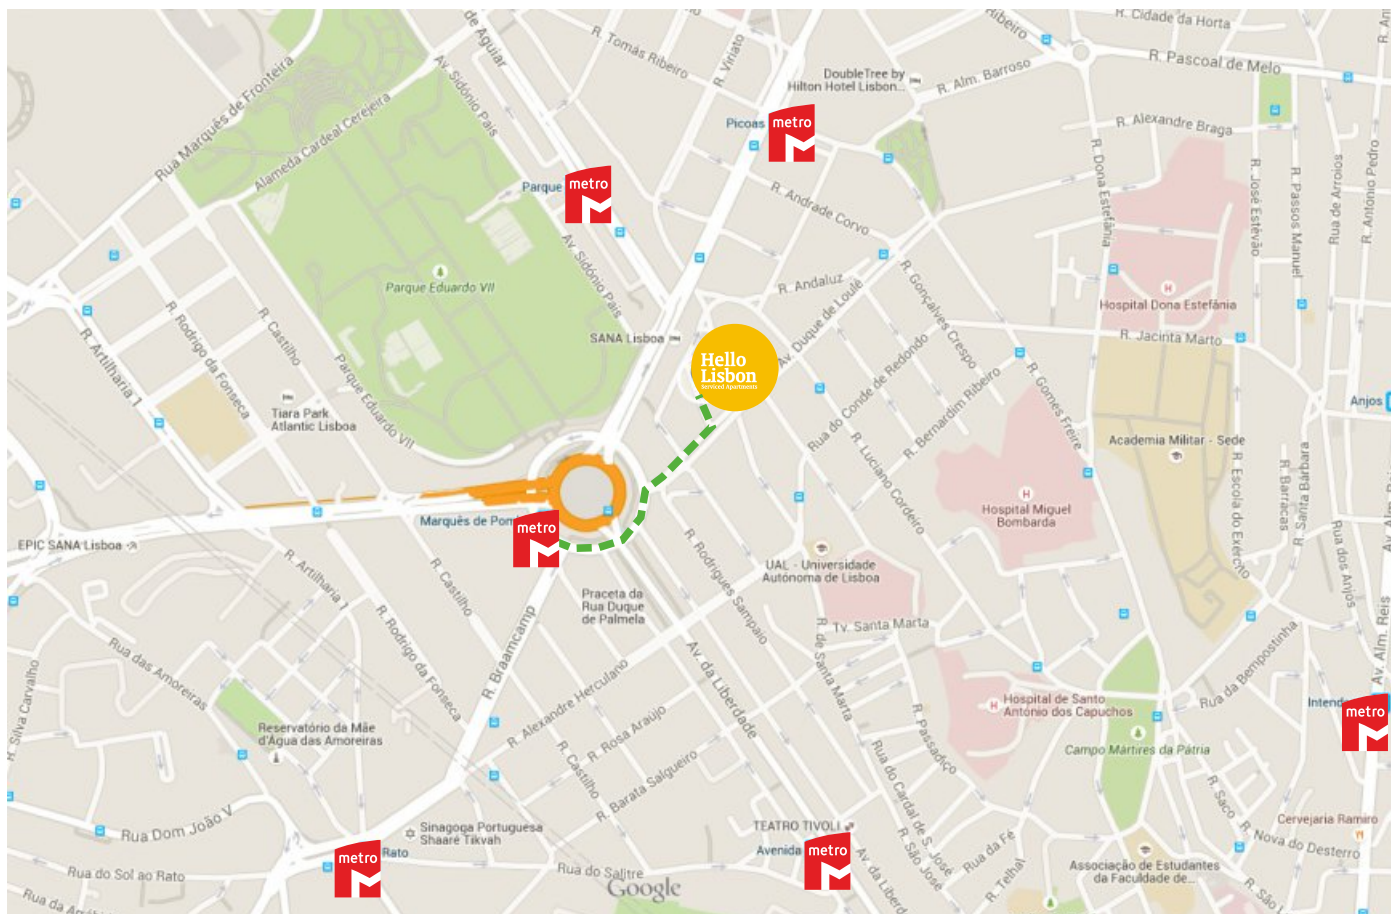 R. Cidade da Horta
Ribeiro
R. An
de Aguiar
R. Tomás Ribeiro
R. Viriato
R. Pascoal de Melo
DoubleTree by
Hilton Hotel Lisbon...
R. Alm. Barroso
Av. Sidónio Pais
Rua Marquês de Fronteira
Alameda Cardeal Cerejeira
Picoas
metro
R. Alexandre Braga
R. Dona Estefânia
R. José Estêvão
R. Passos Manuel
Rua de Arroios
R. António Pedro
Parque
metro
R. Andrade Corvo
Av. Sidónio Pais
Parque Eduardo VII
R. Andaluz
Av. Duque de Loulé
R. Gonçalves Crespo
Hospital Dona Estefânia
R. Jacinta Marto
R. Artilharia 1
R. Rodrigo da Fonseca
R. Castilho
SANA Lisboa
Hello
Lisbon
Serviced Apartments
Rua do Conde de Redondo
R. Bernardim Ribeiro
R. Gomes Freire
Parque Eduardo VII
Tiara Park
Atlantic Lisboa
Anjos
Academia Militar - Sede
R. Luciano Cordeiro
R. Escola do Exército
R. Barracas
R. Santa Bárbara
Rua dos Anjos
Av. Alm. Re
Hospital Miguel
Bombarda
Marquês de Pom
metro
EPIC SANA Lisboa
UAL - Universidade
Autónoma de Lisboa
R. Artilharia 1
R. Castilho
R. Rodrigo da Fonseca
R. Rodrigues Sampaio
Praceta da
Rua Duque
de Palmela
Tv. Santa Marta
R. de Santa Marta
R. Braamcamp
Av. da Liberdade
Av. Alm. Reis
Rua da Bempostinha
Rua das Amoreiras
R. Silva Carvalho
R. Alexandre Herculano
R. Rosa Araújo
R. Passadiço
Hospital de Santo
António dos Capuchos
Intend
metro
Reservatório da Mãe
d'Água das Amoreiras
Campo Mártires da Pátria
R. Castilho
R. Barata Salgueiro
Rua do Cardal de S. José
R. São José
R. Saco
Rua Dom João V
Sinagoga Portuguesa
Shaaré Tikvah
TEATRO TIVOLI
Avenida
metro
Cervejaria Ramiro
R. Nova do Desterro
metro
Rato
Rua do Sol ao Rato
Rua do Salitre
Google
Av. da Liberd
Rua da Fé
R. Telhal
Associação de Estudantes
da Faculdade de...
R. São L
Rua da